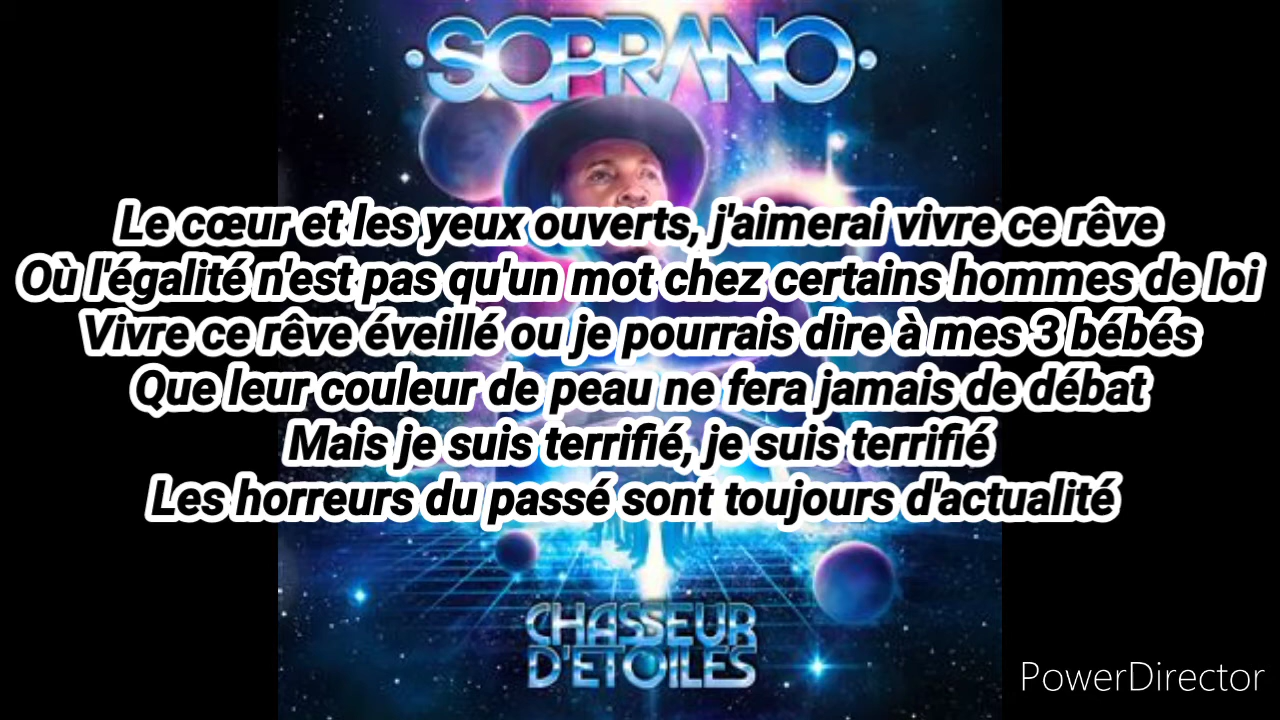 SOPRANO
Le cœur et les yeux ouverts, j'aimerai vivre ce rêve
Où l'égalité n'est pas qu'un mot chez certains hommes de loi
Vivre ce rêve éveillé ou je pourrais dire à mes 3 bébés
Que leur couleur de peau ne fera jamais de débat
Mais je suis terrifié, je suis terrifié
Les horreurs du passé sont toujours d'actualité
CHASSEUR
D'ETOILES
PowerDirector